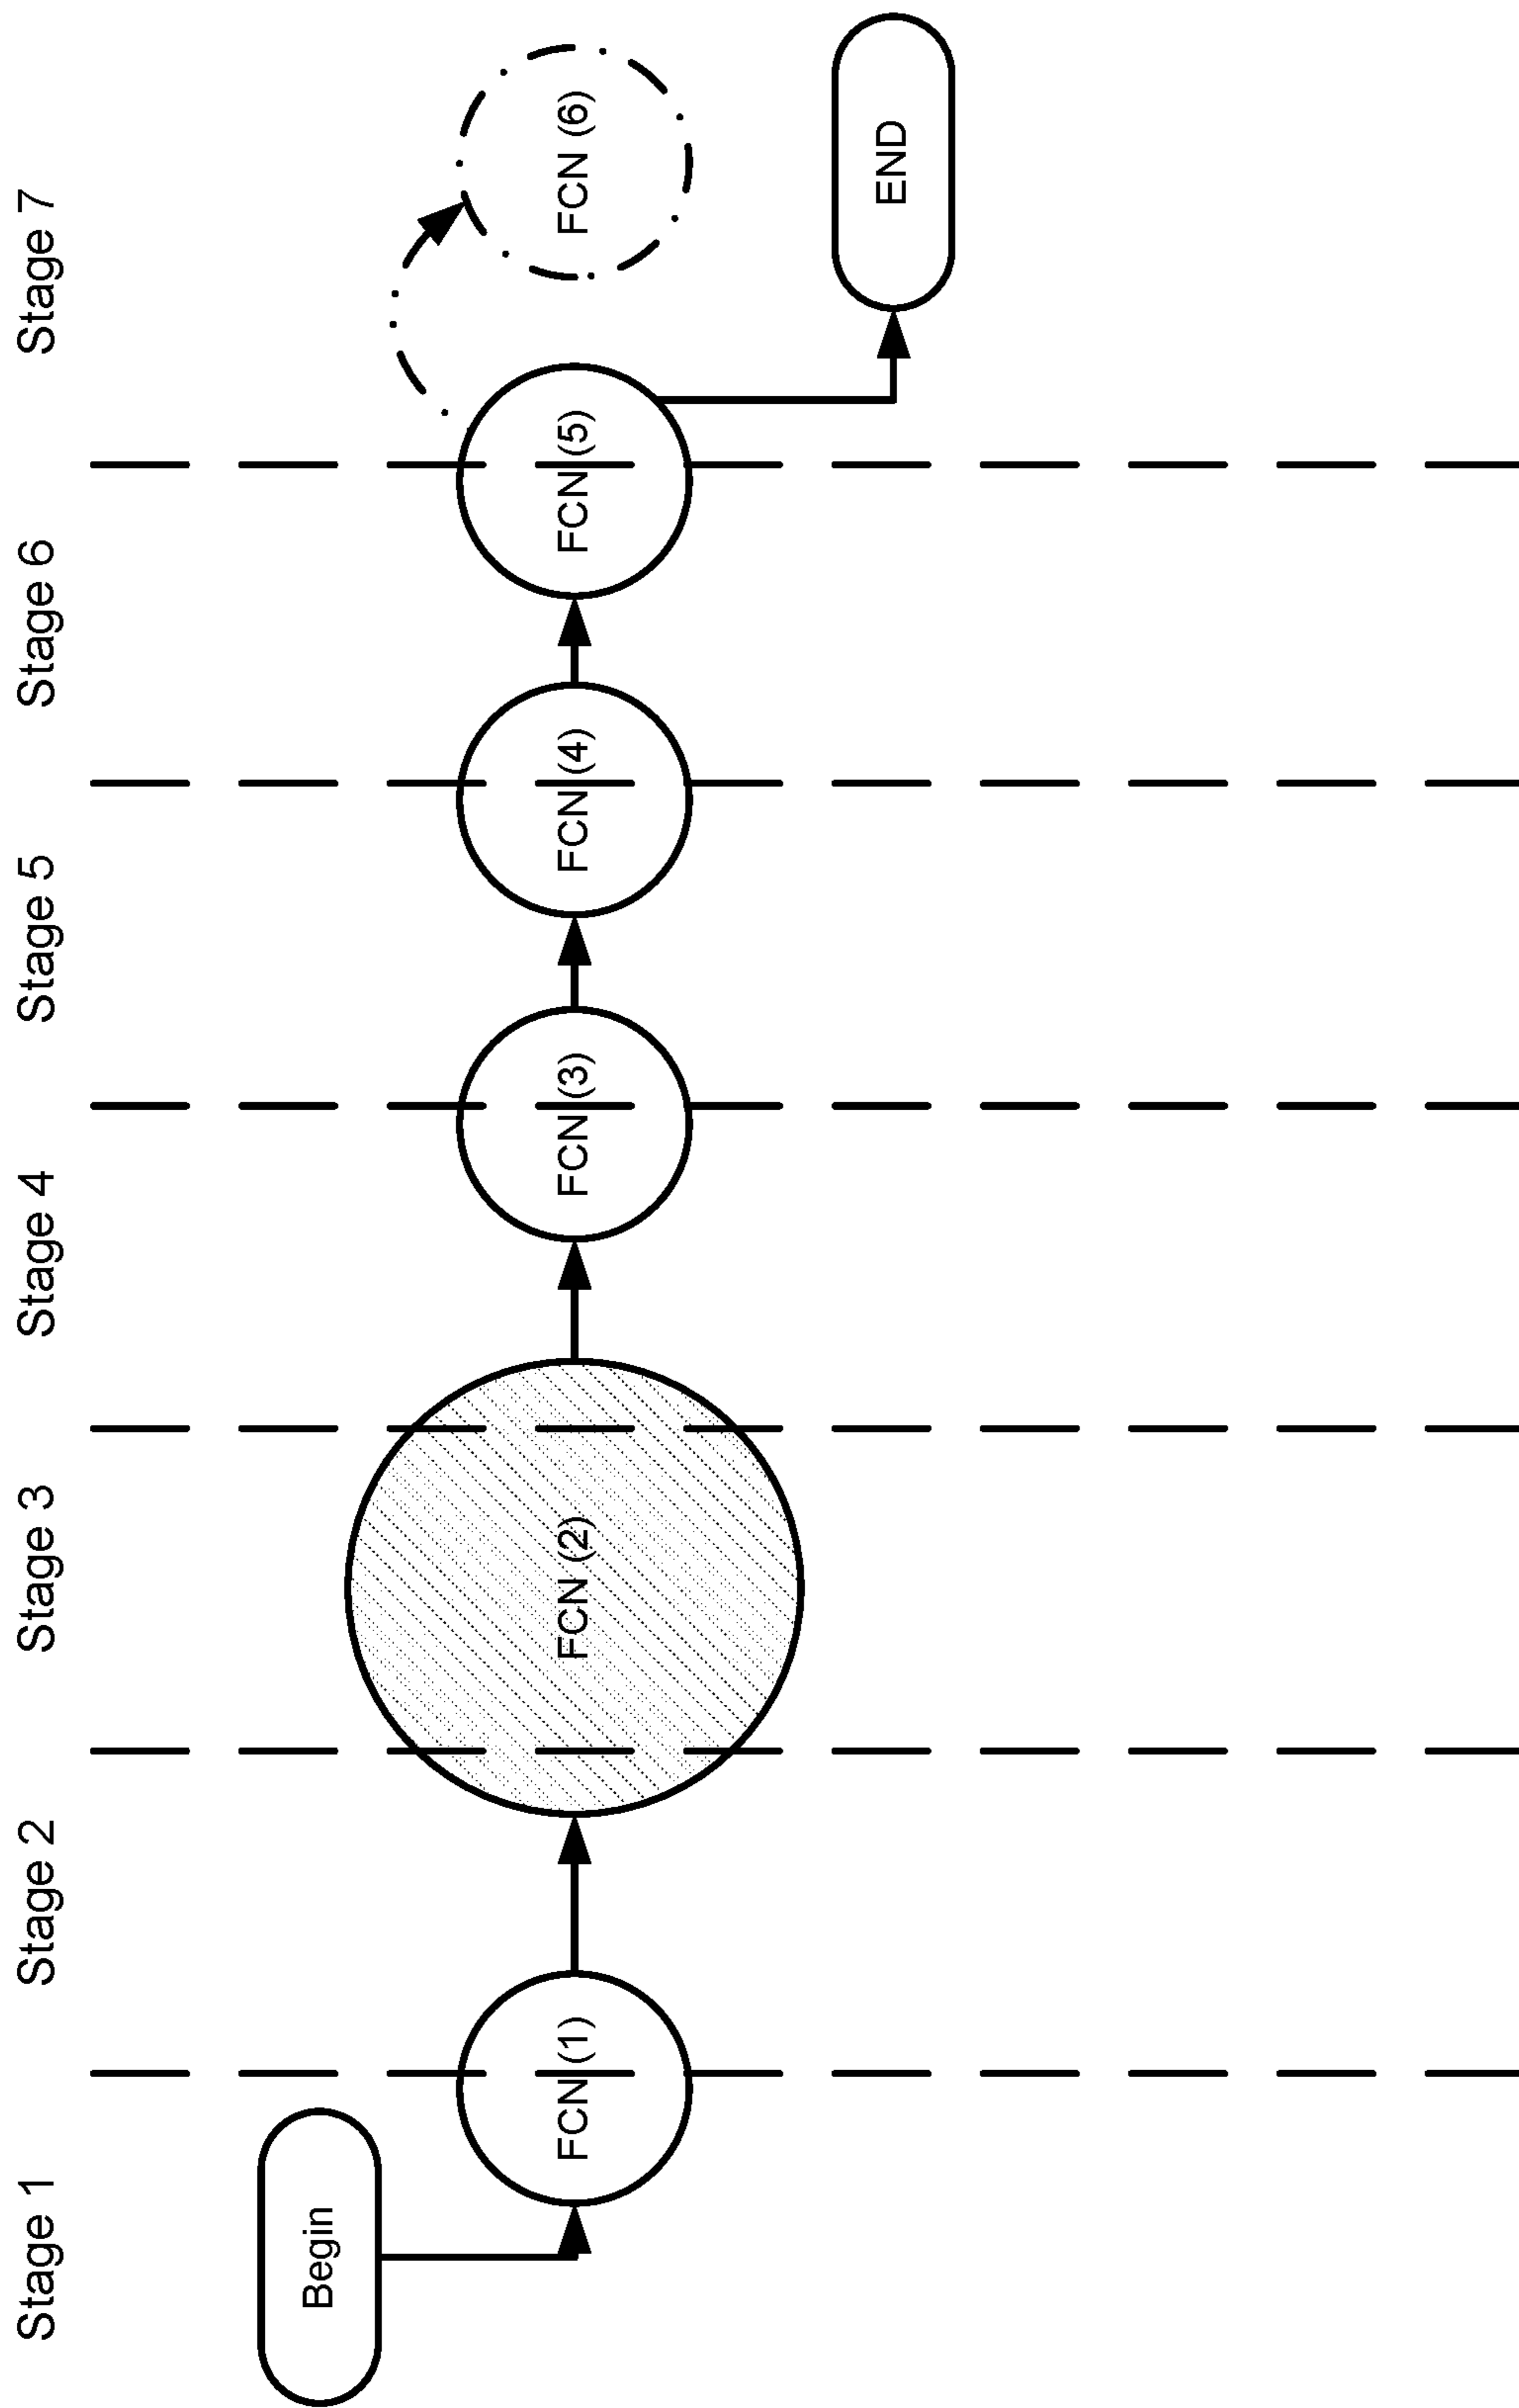 Stage 1
Stage 2
Stage 3
Stage 4
Stage 5
Stage 6
Stage 7
Begin
FCN (1)
FCN (2)
FCN (3)
FCN (4)
FCN (5)
FCN (6)
END